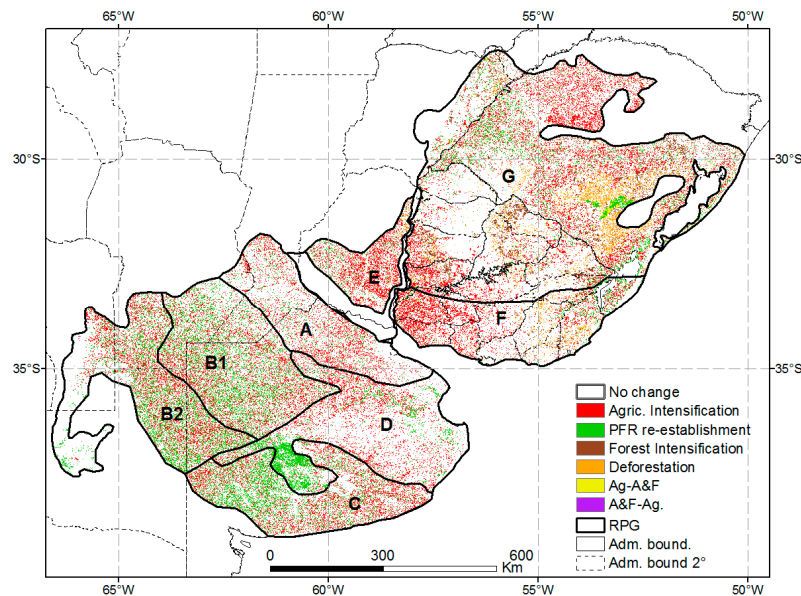 65°W 60°W 55°W 50°W
30°S 30°S
G
E
A
F
B1
35°S 35°S
No change
Agric. Intensification
B2
PFR re-establishment
D
Forest Intensification
Deforestation
Ag-A&F
C
A&F-Ag.
RPG
Adm. bound.
0 300 600
Adm. bound 2°
Km
65°W 60°W 55°W 50°W